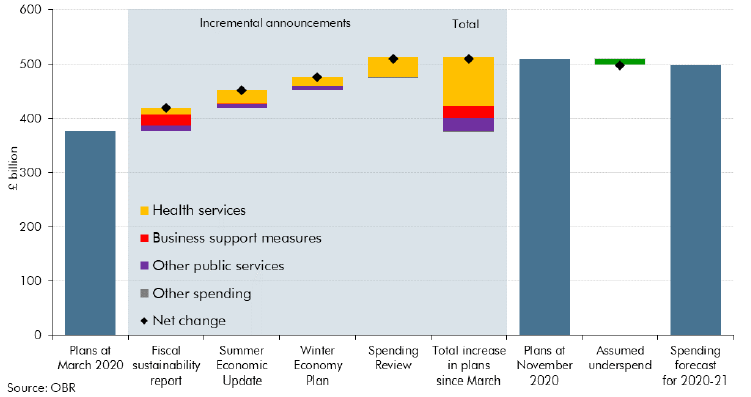 600
500
400
300
200
100
0
£ billion
Incremental announcements
Total
Health services
Business support measures
Other public services
Other spending
Net change
Plans at
March 2020
Fiscal
sustainability
report
Summer
Economic
Update
Winter
Economy
Plan
Spending
Review
Total increase
in plans
since March
Plans at
November
2020
Assumed
underspend
Spending
forecast
for 2020-21
Source: OBR